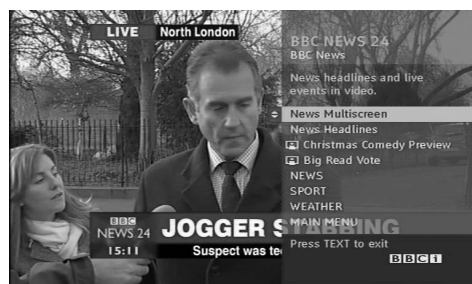 LIVE North London
BBC NEWS 24
BBC News
News headlines and live
events in video.
News Multiscreen
News Headlines
Christmas Comedy Preview
Big Read Vote
NEWS
SPORT
WEATHER
MAIN MENU
Press TEXT to exit
BBCi
BBC
NEWS 24
15:11
JOGGER STABBING
Suspect was